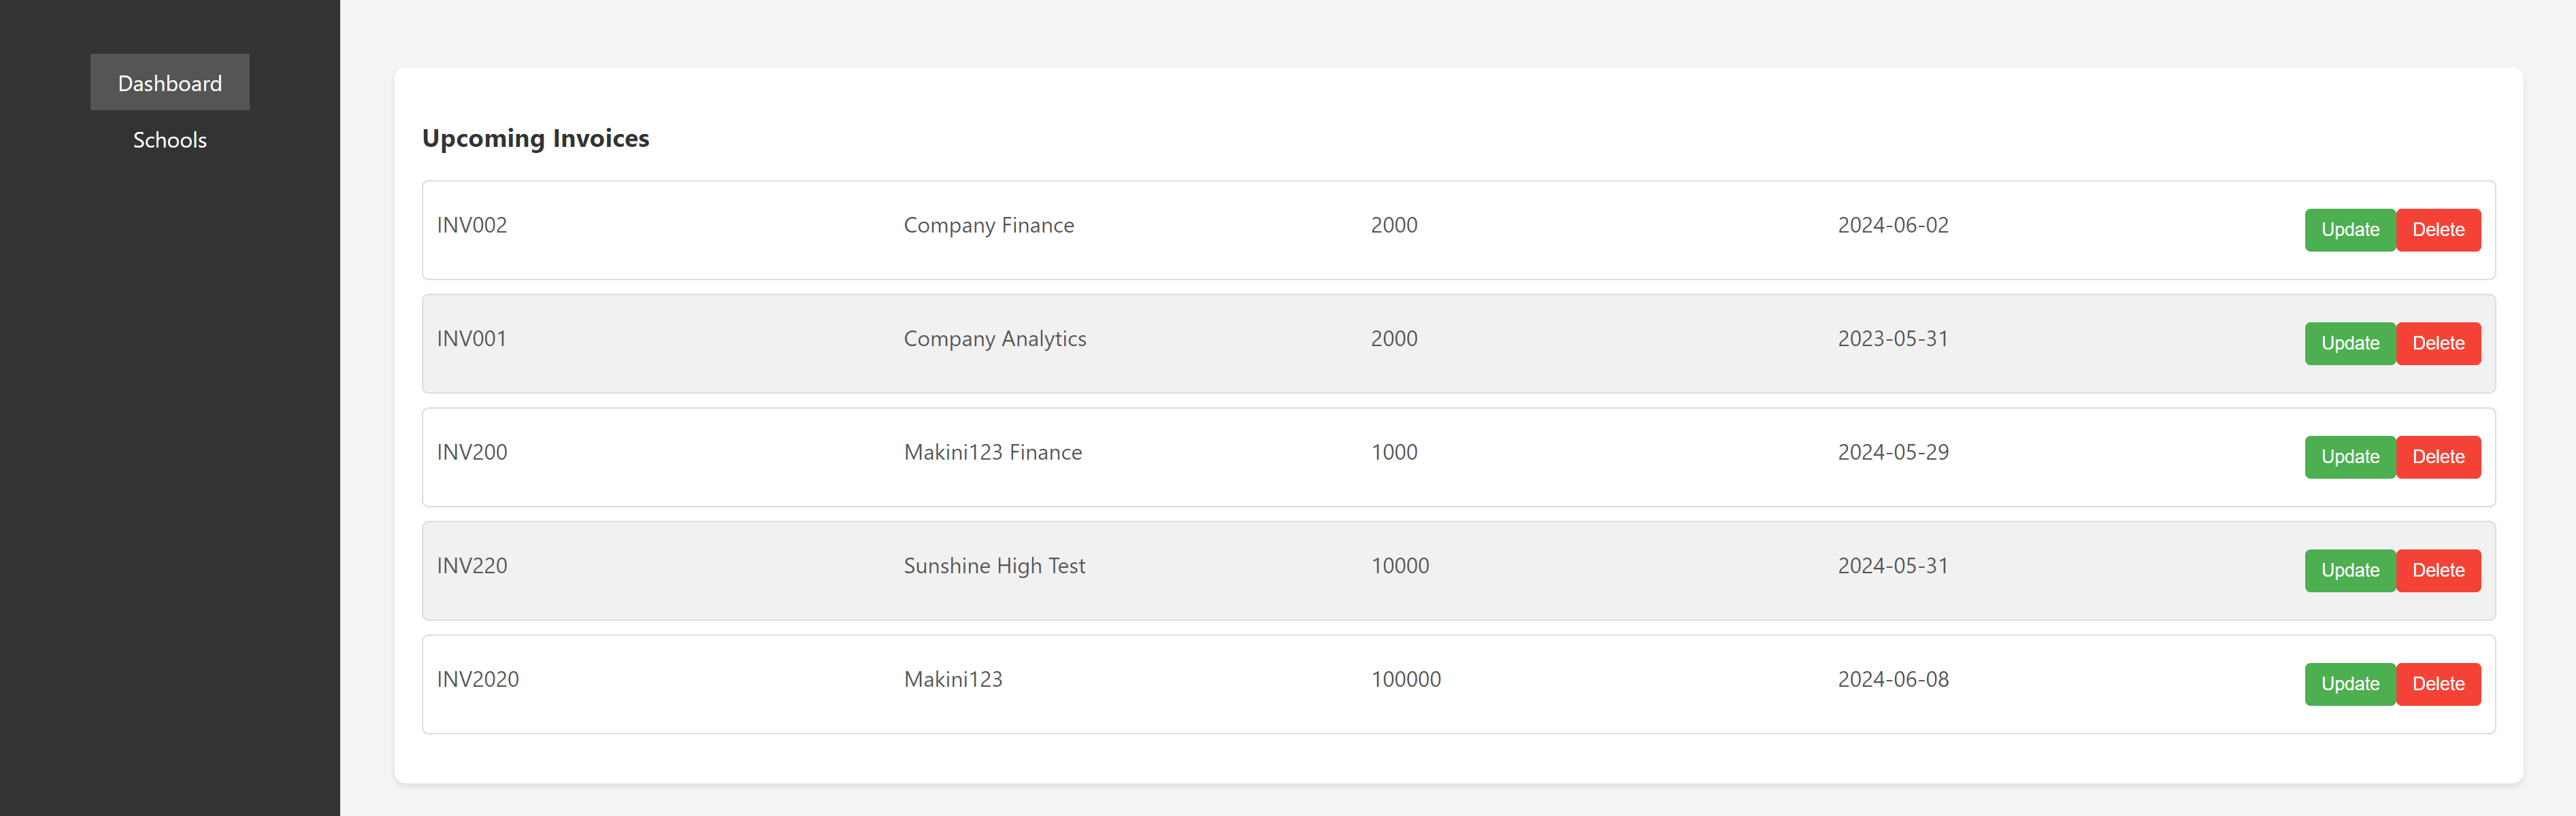 Dashboard
Schools
Upcoming Invoices
INV002 Company Finance 2000 2024-06-02 Update Delete
INV001 Company Analytics 2000 2023-05-31 Update Delete
INV200 Makini123 Finance 1000 2024-05-29 Update Delete
INV220 Sunshine High Test 10000 2024-05-31 Update Delete
INV2020 Makini123 100000 2024-06-08 Update Delete